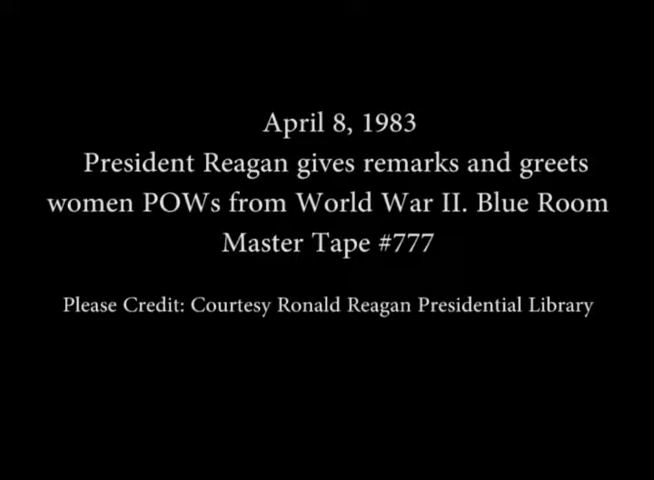 April 8, 1983
President Reagan gives remarks and greets
women POWs from World War II. Blue Room
Master Tape #777
Please Credit: Courtesy Ronald Reagan Presidential Library